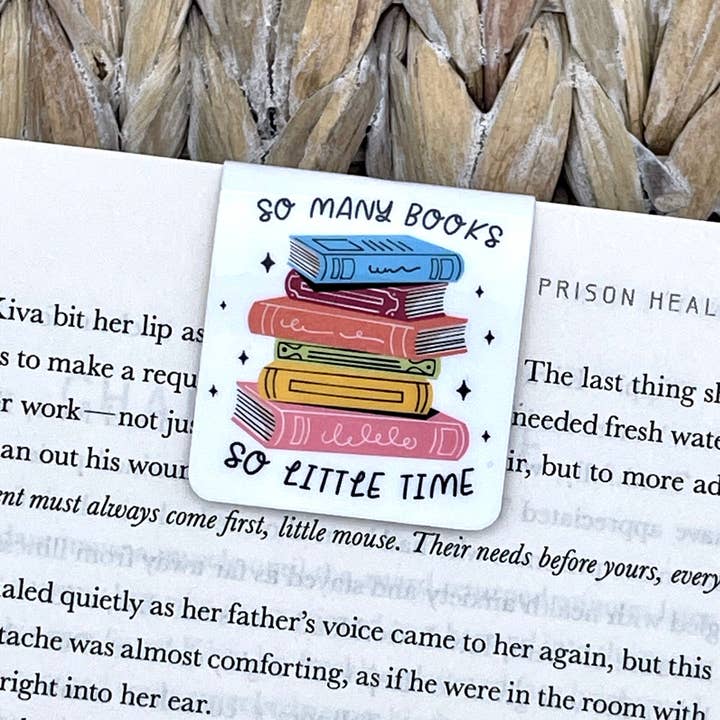 SO MANY BOOKS
SO LITTLE TIME
PRISON HEAL
Kiva bit her lip as
s to make a requ The last thing sh
r work—not jus needed fresh wate
an out his wour ir, but to more ad
ent must always come first, little mouse. Their needs before yours, every
aled quietly as her father's voice came to her again, but this
tache was almost comforting, as if he were in the room with
right into her ear.